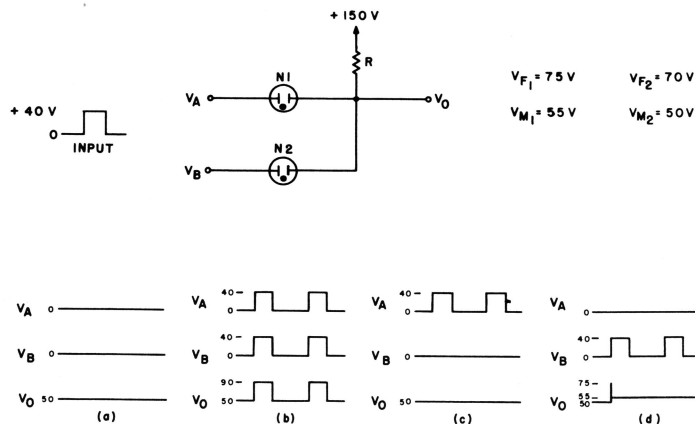 + 150 V
R
N1
V_A
V_O
V_F1 = 75 V
V_F2 = 70 V
V_M1 = 55 V
V_M2 = 50 V
+ 40 V
0
INPUT
N2
V_B
V_A 0
V_B 0
V_O 50
(a)
V_A 40 0
V_B 40 0
V_O 90 50
(b)
V_A 40 0
V_B 0
V_O 50
(c)
V_A 0
V_B 40 0
V_O 75 55 50
(d)